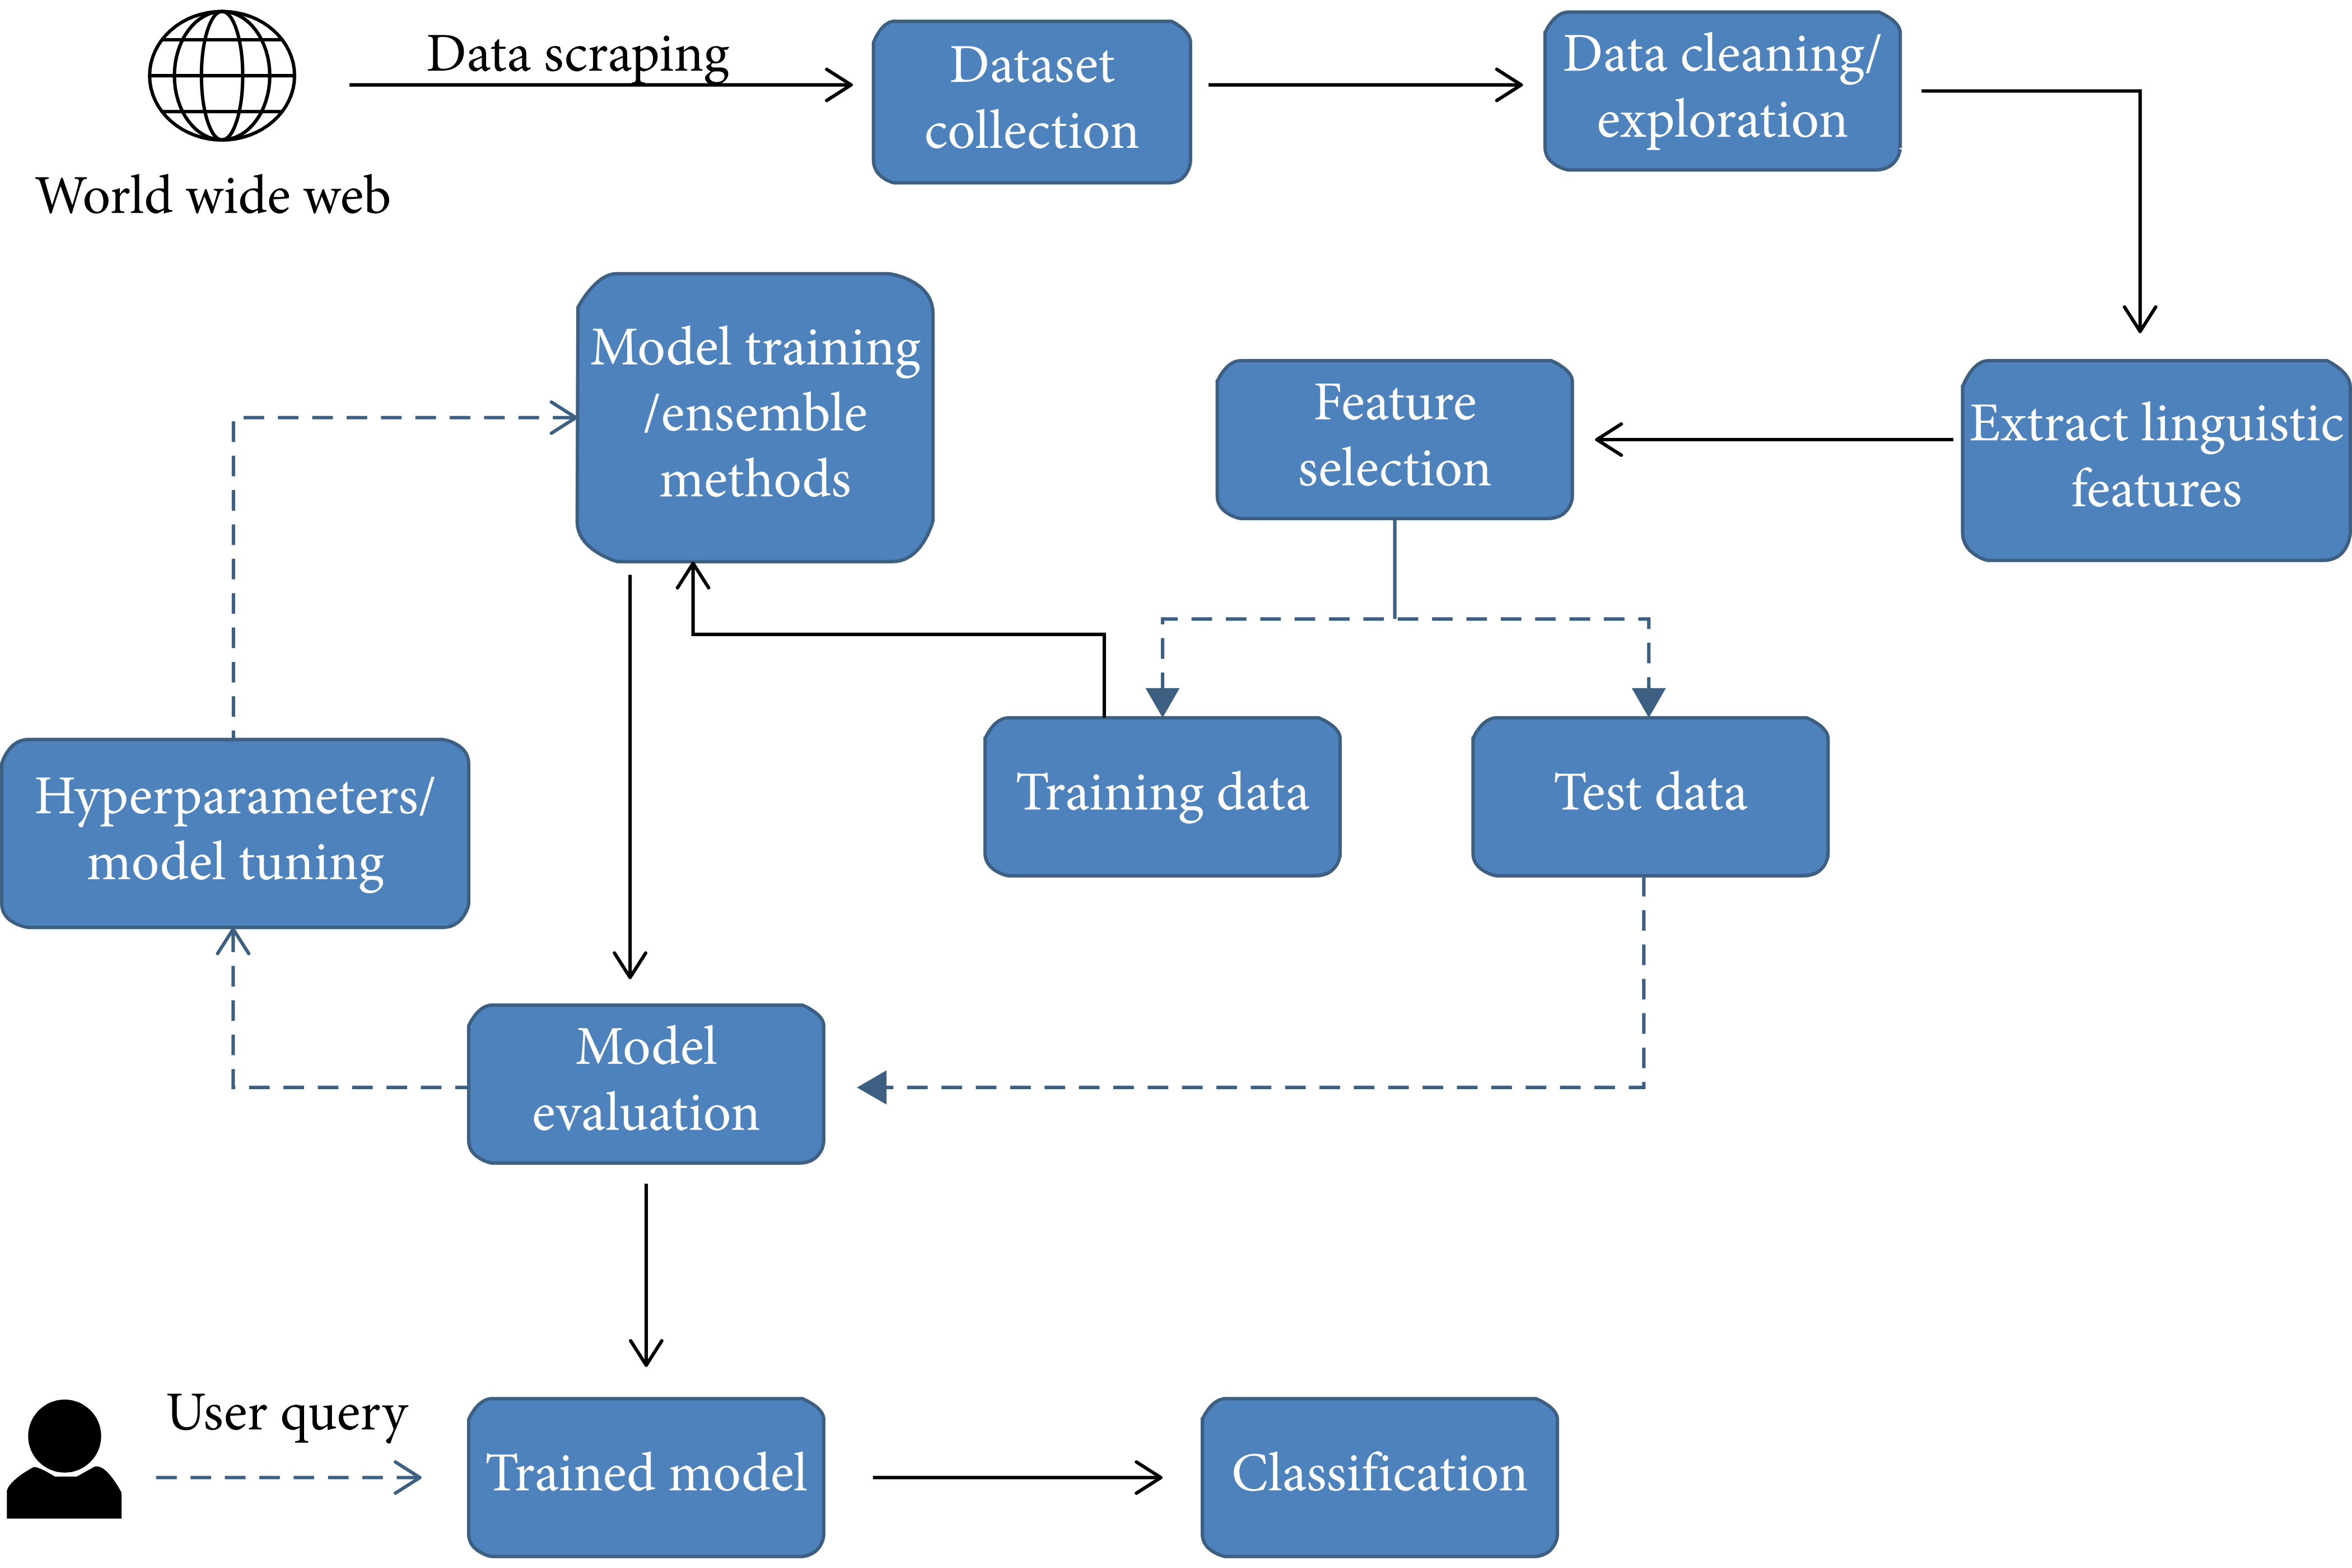 Data scraping
World wide web
Dataset
collection
Data cleaning/
exploration
Model training
/ensemble
methods
Feature
selection
Extract linguistic
features
Hyperparameters/
model tuning
Training data
Test data
Model
evaluation
User query
Trained model
Classification